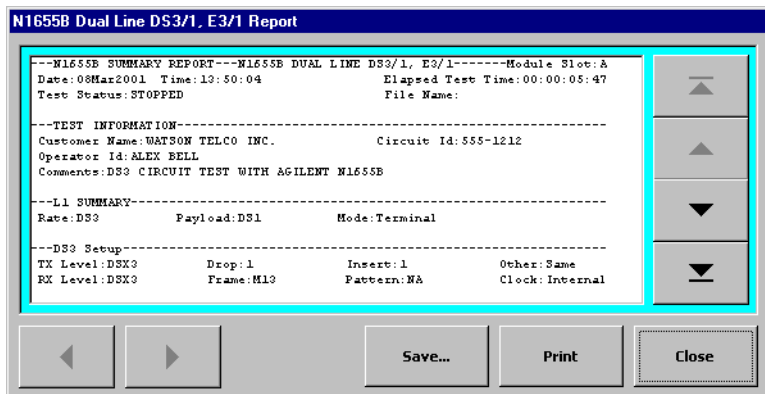 N1655B Dual Line DS3/1, E3/1 Report
---N1655B SUMMARY REPORT---N1655B DUAL LINE DS3/1, E3/1-------Module Slot:A
Date:08Mar2001  Time:13:50:04                Elapsed Test Time:00:00:05:47
Test Status:STOPPED                          File Name:
---TEST INFORMATION---------------------------------------------------------
Customer Name:WATSON TELCO INC.             Circuit Id:555-1212
Operator Id:ALEX BELL
Comments:DS3 CIRCUIT TEST WITH AGILENT N1655B
---L1 SUMMARY---------------------------------------------------------------
Rate:DS3          Payload:DS1          Mode:Terminal
---DS3 Setup----------------------------------------------------------------
TX Level:DSX3          Drop:1          Insert:1          Other:Same
RX Level:DSX3          Frame:M13          Pattern:NA          Clock:Internal
Save...  Print  Close